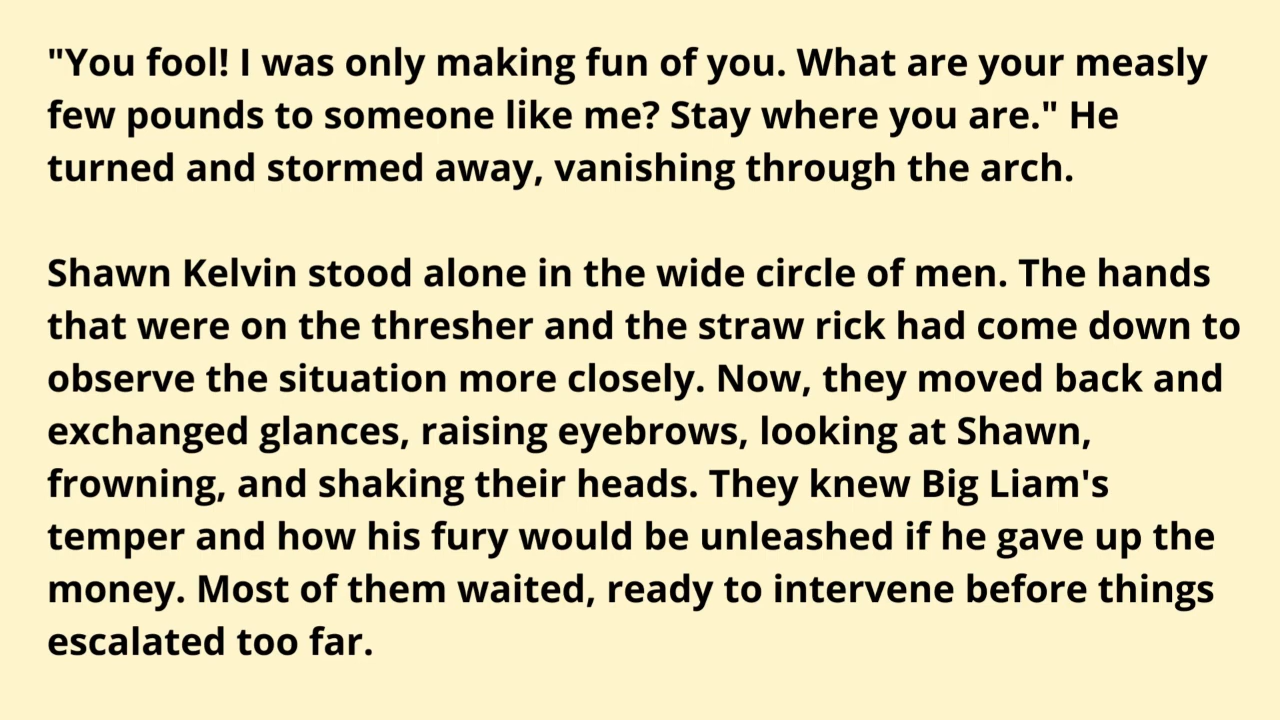 "You fool! I was only making fun of you. What are your measly
few pounds to someone like me? Stay where you are." He
turned and stormed away, vanishing through the arch.
Shawn Kelvin stood alone in the wide circle of men. The hands
that were on the thresher and the straw rick had come down to
observe the situation more closely. Now, they moved back and
exchanged glances, raising eyebrows, looking at Shawn,
frowning, and shaking their heads. They knew Big Liam's
temper and how his fury would be unleashed if he gave up the
money. Most of them waited, ready to intervene before things
escalated too far.